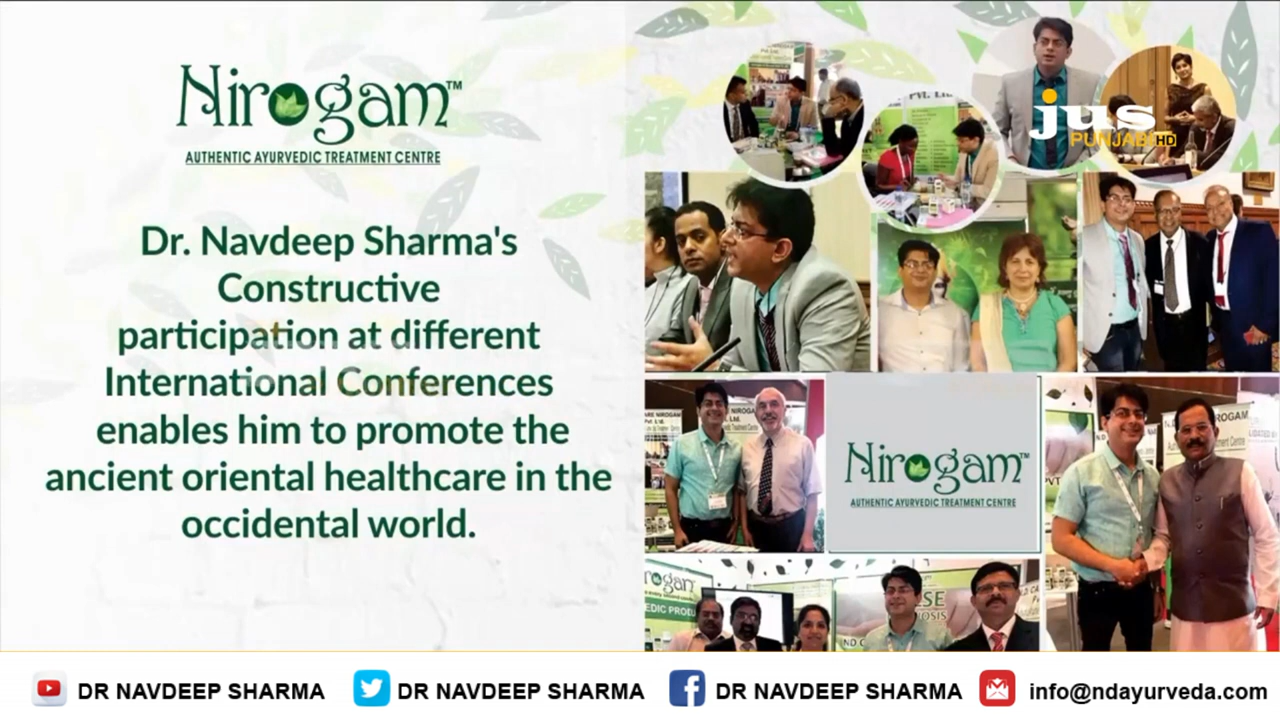 Nirogam™
AUTHENTIC AYURVEDIC TREATMENT CENTRE
Dr. Navdeep Sharma's
Constructive
participation at different
International Conferences
enables him to promote the
ancient oriental healthcare in the
occidental world.
jus
PUNJABI HD
PVT. LTD
Nirogam™
AUTHENTIC AYURVEDIC TREATMENT CENTRE
DR NAVDEEP SHARMA
DR NAVDEEP SHARMA
DR NAVDEEP SHARMA
info@ndayurveda.com